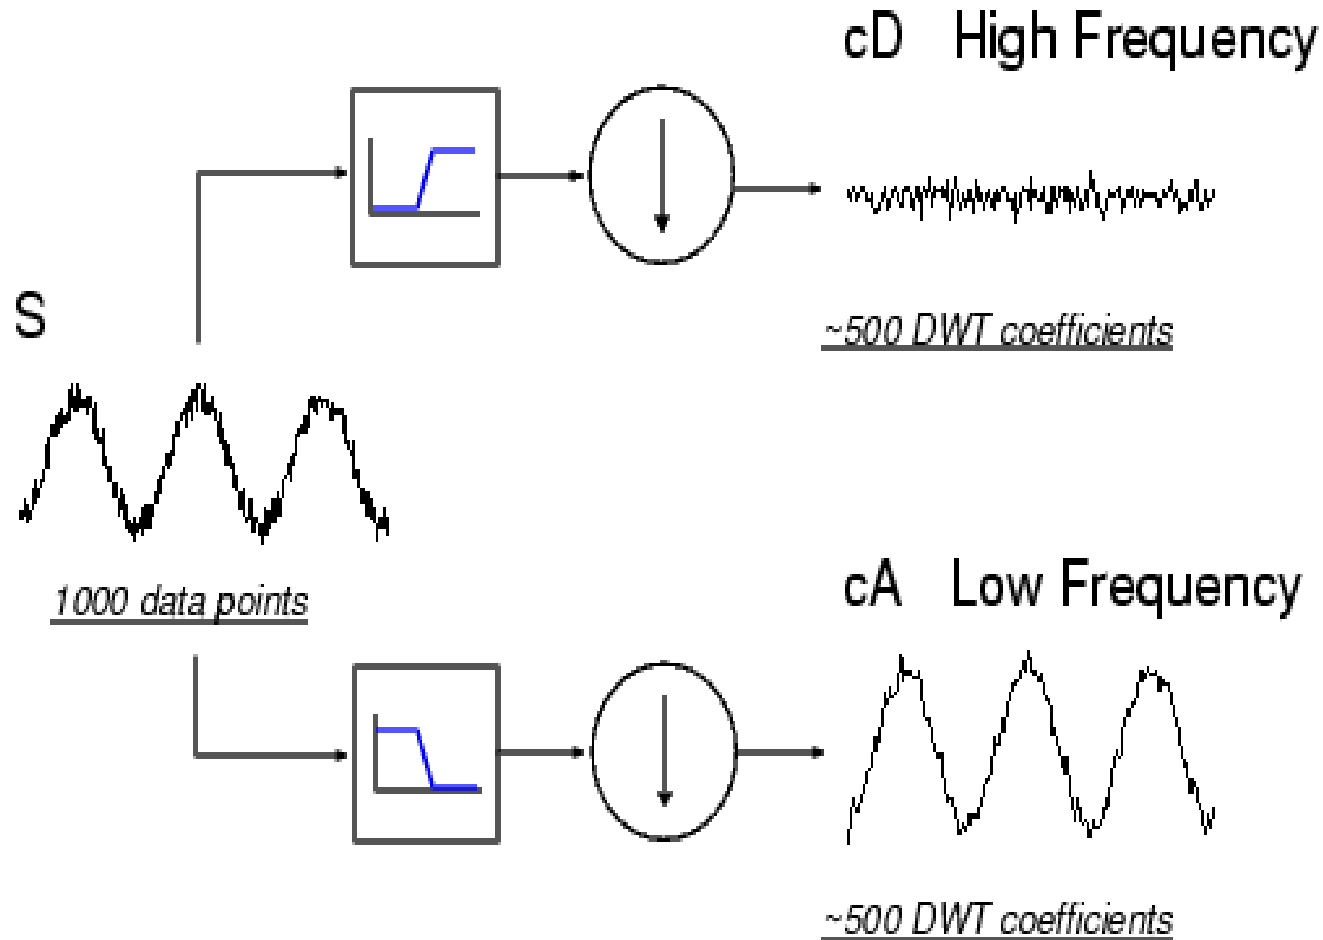 cD High Frequency
S
~500 DWT coefficients
1000 data points
cA Low Frequency
~500 DWT coefficients